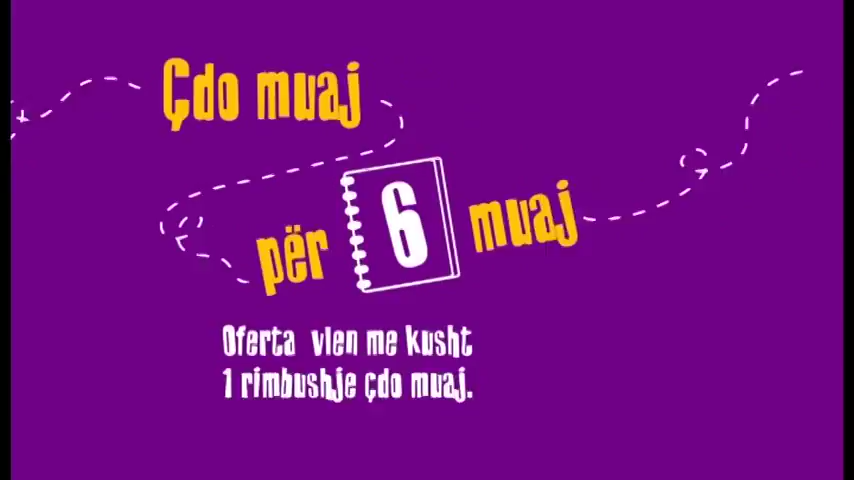 Çdo muaj
për 6 muaj
Oferta vlen me kusht
1 rimbushje çdo muaj.